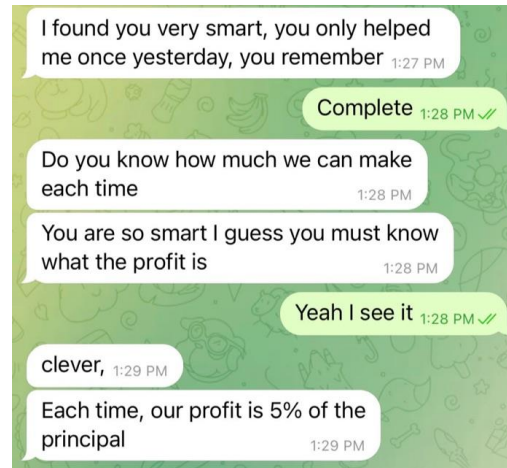 I found you very smart, you only helped
me once yesterday, you remember 1:27 PM
Complete 1:28 PM
Do you know how much we can make
each time 1:28 PM
You are so smart I guess you must know
what the profit is 1:28 PM
Yeah I see it 1:28 PM
clever, 1:29 PM
Each time, our profit is 5% of the
principal 1:29 PM